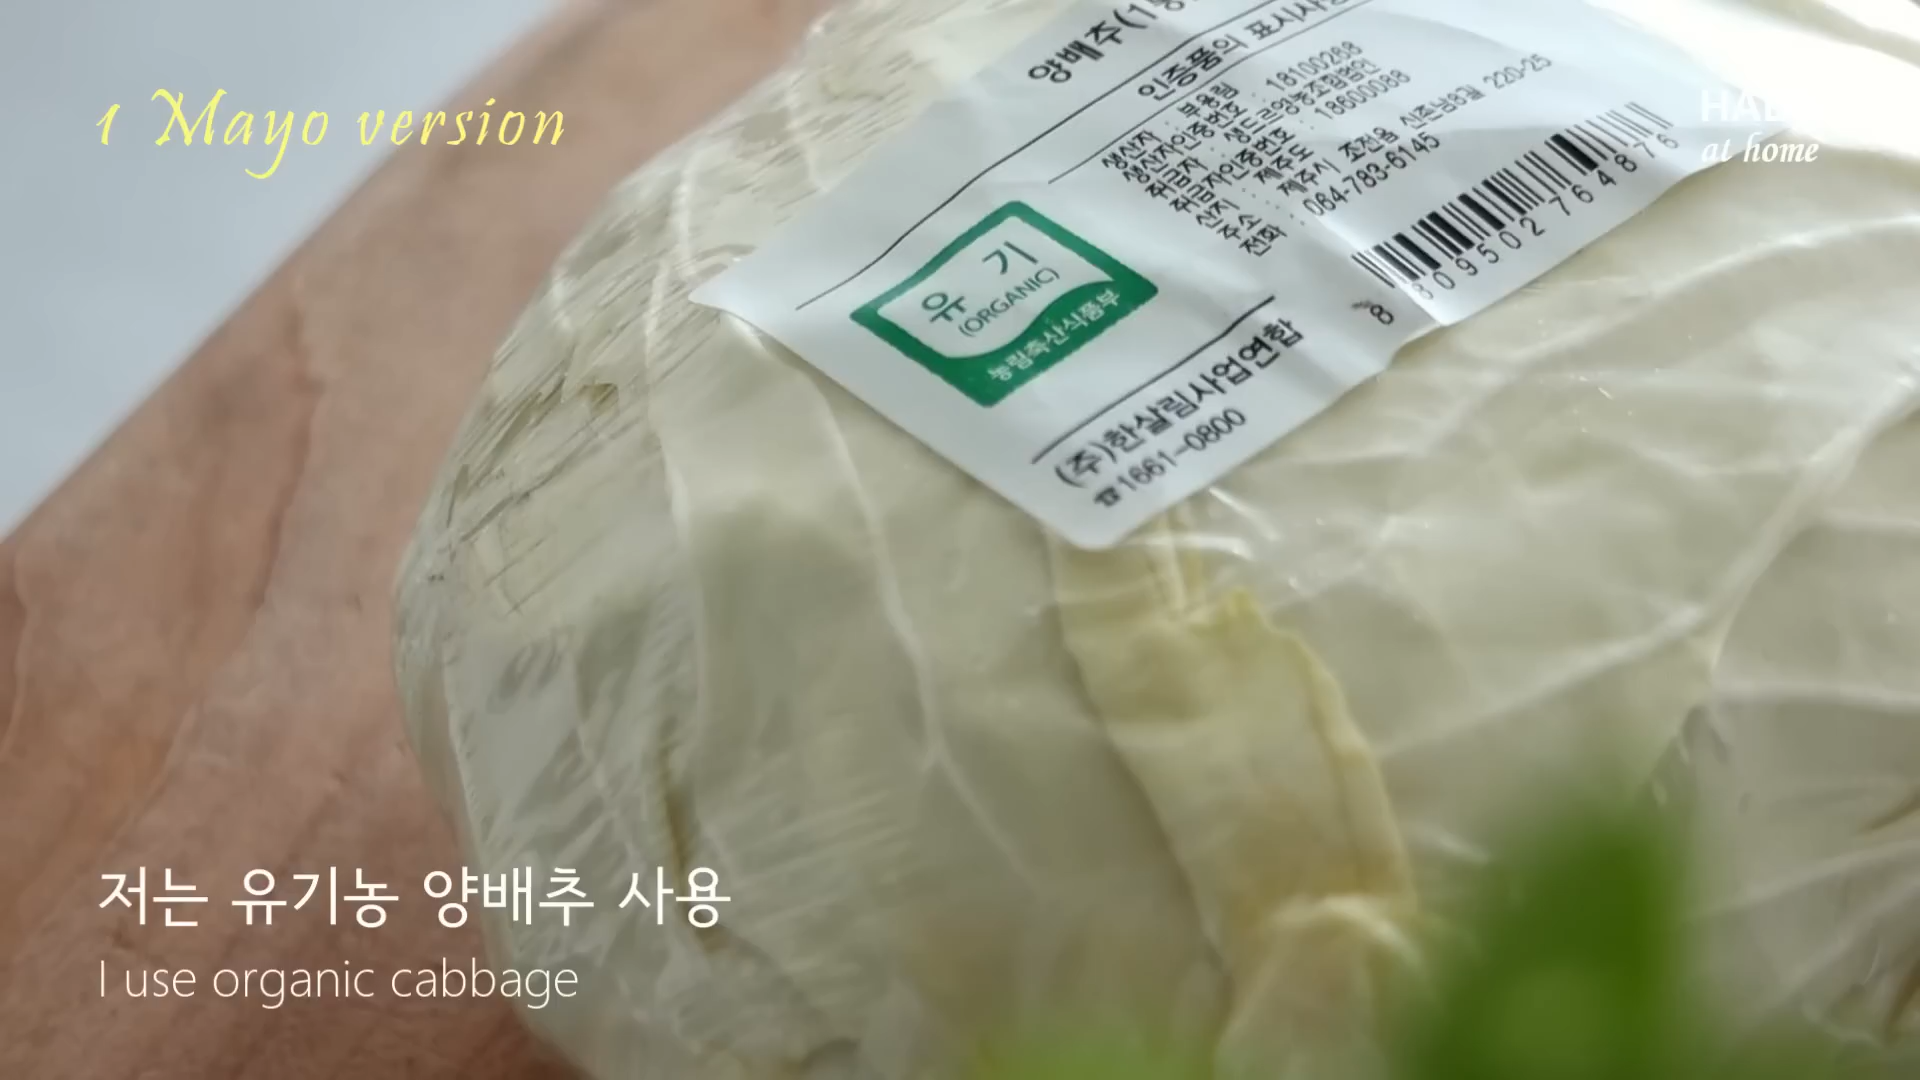 1 Mayo version
at home
양배추(1
인증품의 표시사항
생산자 : 무릉림
생산자인증번호 : 18100268
취급자 : 생드르영농조합법인
취급자인증번호 : 18600088
산지 : 제주도
주소 : 제주시 조천읍 신촌남8길 220-25
전화 : 064-783-6145
8 809502 764876
유기
(ORGANIC)
농림축산식품부
(주)한살림사업연합
☎1661-0800
저는 유기농 양배추 사용
I use organic cabbage